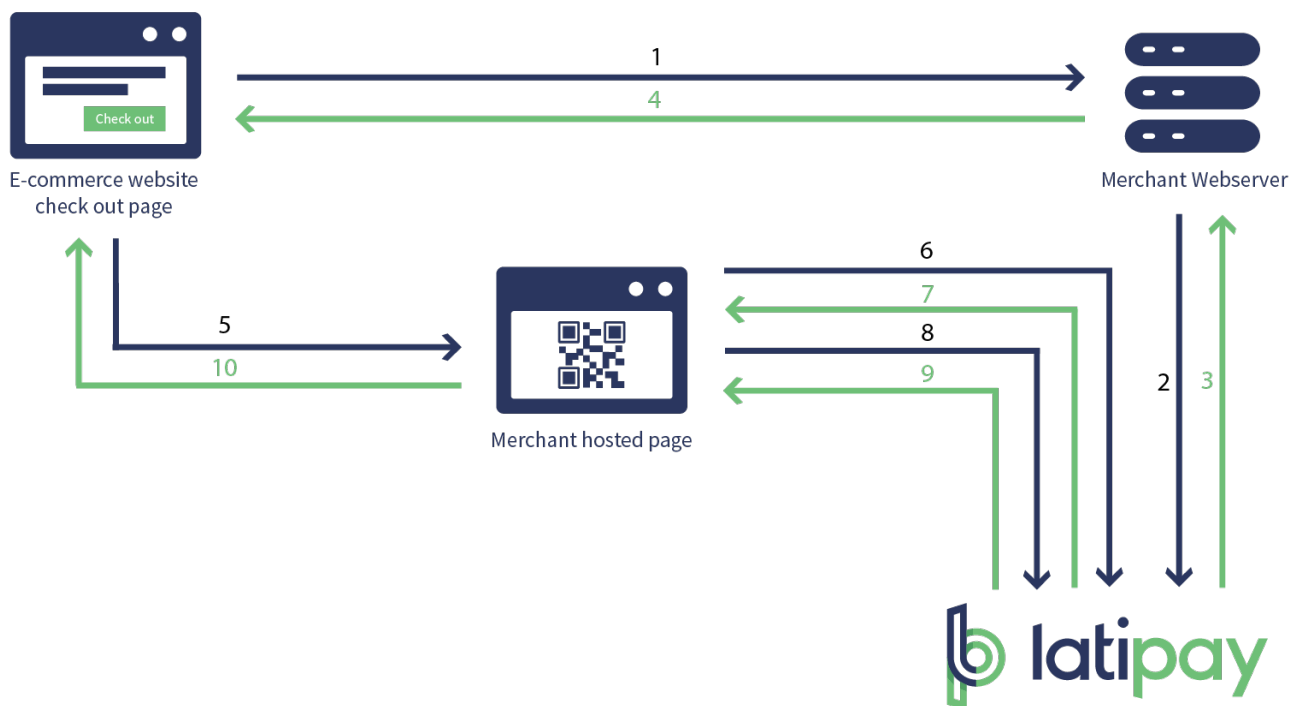 1
4
Check out
E-commerce website
check out page
Merchant Webserver
6
7
5
8
10
9
2
3
Merchant hosted page
latipay